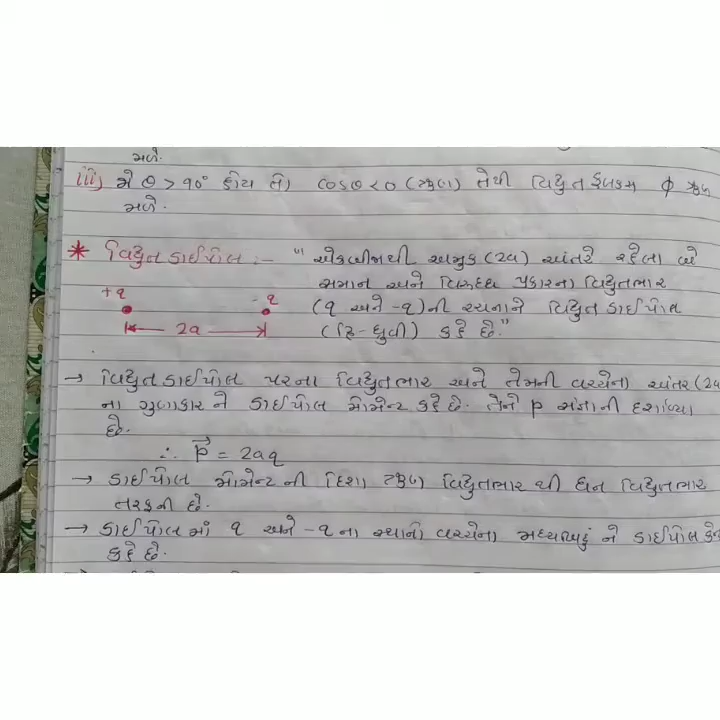 મળે.
iii) જો θ > 90° હોય તો cosθ < 0 (ઋણ) તેથી વિદ્યુત ફ્લક્સ ϕ ઋણ
મળે.
* વિદ્યુત ડાઈપોલ :- " એકબીજાથી અમુક (2a) અંતરે રહેલા બે
સમાન અને વિરુદ્ધ પ્રકારના વિદ્યુતભાર
+q - q (q અને -q) ની રચનાને વિદ્યુત ડાઈપોલ
2a (દ્વિ-ધ્રુવી) કહે છે."
→ વિદ્યુત ડાઈપોલ પરના વિદ્યુતભાર અને તેમની વચ્ચેના અંતર (2a
ના ગુણાકાર ને ડાઈપોલ મોમેન્ટ કહે છે. તેને p સંજ્ઞાની દર્શાવાય
છે.
∴ p⃗ = 2aq
→ ડાઈપોલ મોમેન્ટ ની દિશા ઋણ વિદ્યુતભાર થી ધન વિદ્યુતભાર
તરફની છે.
→ ડાઈપોલ માં q અને -q ના સ્થાનો વચ્ચેના મધ્યબિંદુ ને ડાઈપોલ
કહે છે.